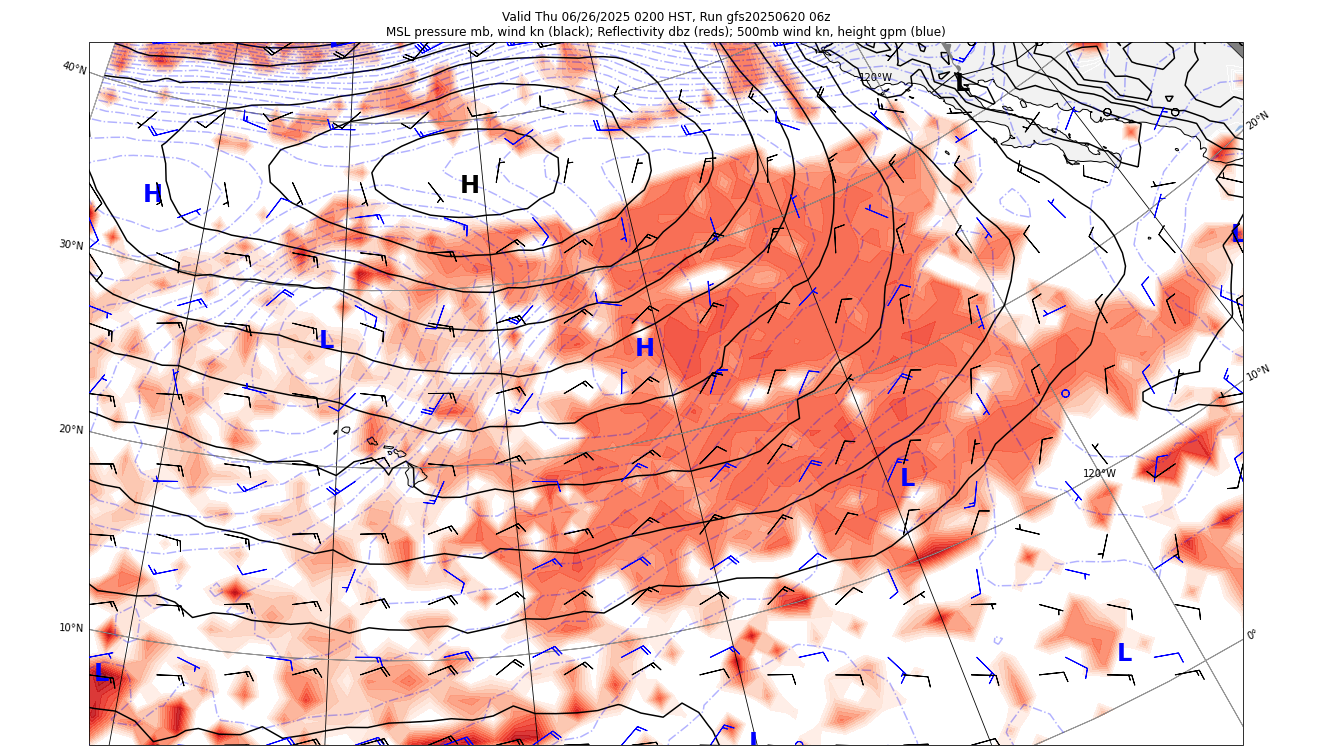 Valid Thu 06/26/2025 0200 HST, Run gfs20250620 06z
MSL pressure mb, wind kn (black); Reflectivity dbz (reds); 500mb wind kn, height gpm (blue)
40°N
120°W
L
20°N
H
H
30°N
L
L
H
10°N
20°N
L
120°W
10°N
0°
L
L
L